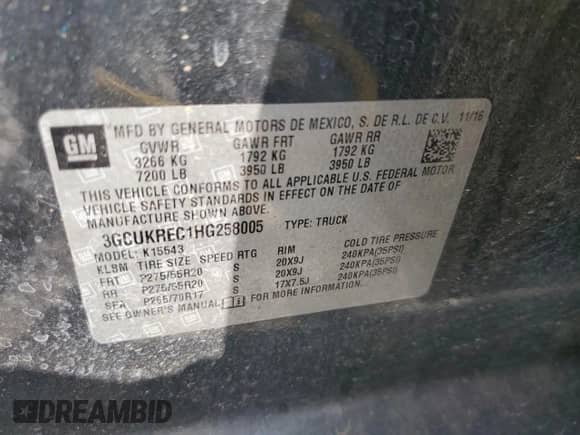 GM
MFD BY GENERAL MOTORS DE MEXICO, S. DE R.L. DE C.V. 11/16
GVWR GAWR FRT GAWR RR
3266 KG 1792 KG 1792 KG
7200 LB 3950 LB 3950 LB
THIS VEHICLE CONFORMS TO ALL APPLICABLE U.S. FEDERAL MOTOR
VEHICLE SAFETY STANDARDS IN EFFECT ON THE DATE OF
MANUFACTURE SHOWN ABOVE.
3GCUKREC1HG258005 TYPE: TRUCK
MODEL: K15543
KLBM TIRE SIZE SPEED RTG RIM COLD TIRE PRESSURE
FRT P275/55R20 S 20X9J 240KPA(35PSI)
RR P275/55R20 S 20X9J 240KPA(35PSI)
SPA P265/70R17 S 17X7.5J 240KPA(35PSI)
SEE OWNER'S MANUAL FOR MORE INFORMATION.
DREAMBID